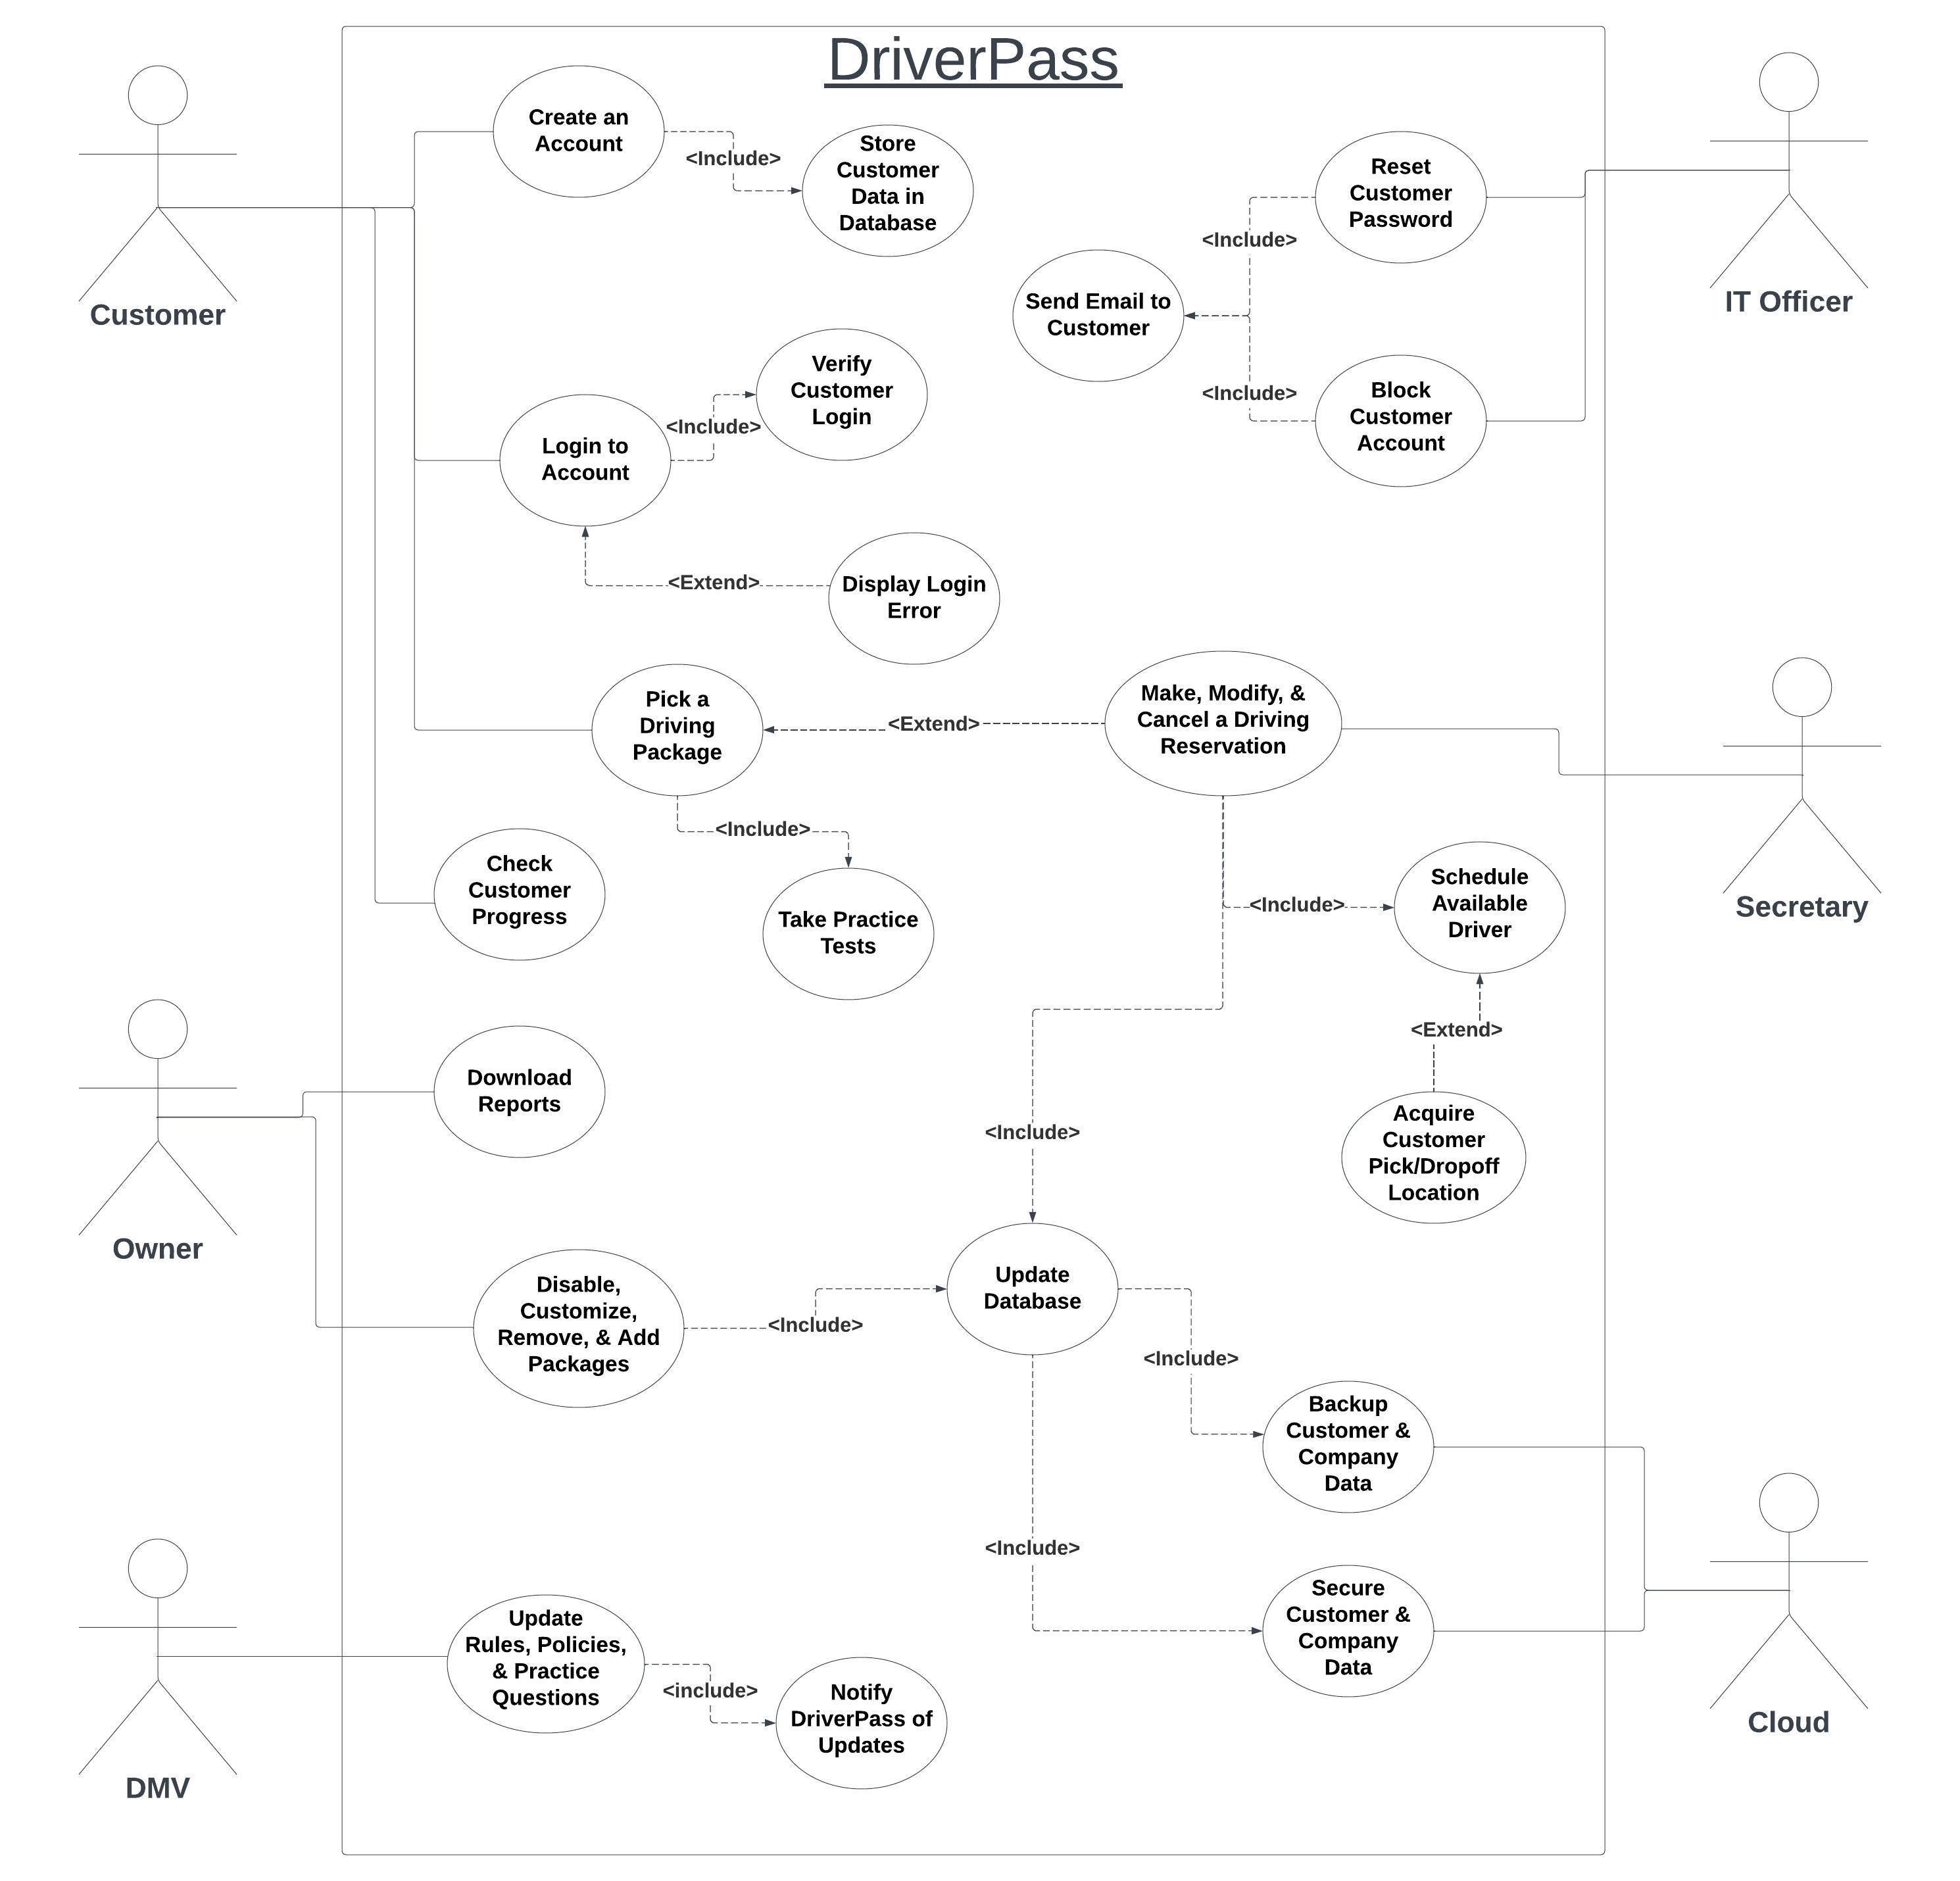 DriverPass
Create an
Account
<Include>
Store
Customer
Data in
Database
Reset
Customer
Password
<Include>
Customer
IT Officer
Send Email to
Customer
Verify
Customer
Login
<Include>
Block
Customer
Account
<Include>
Login to
Account
<Extend>
Display Login
Error
Pick a
Driving
Package
<Extend>
Make, Modify, &
Cancel a Driving
Reservation
<Include>
Check
Customer
Progress
Take Practice
Tests
<Include>
Schedule
Available
Driver
Secretary
Download
Reports
<Extend>
<Include>
Acquire
Customer
Pick/Dropoff
Location
Owner
Disable,
Customize,
Remove, & Add
Packages
<Include>
Update
Database
<Include>
Backup
Customer &
Company
Data
<Include>
Secure
Customer &
Company
Data
Update
Rules, Policies,
& Practice
Questions
<include>
Notify
DriverPass of
Updates
Cloud
DMV